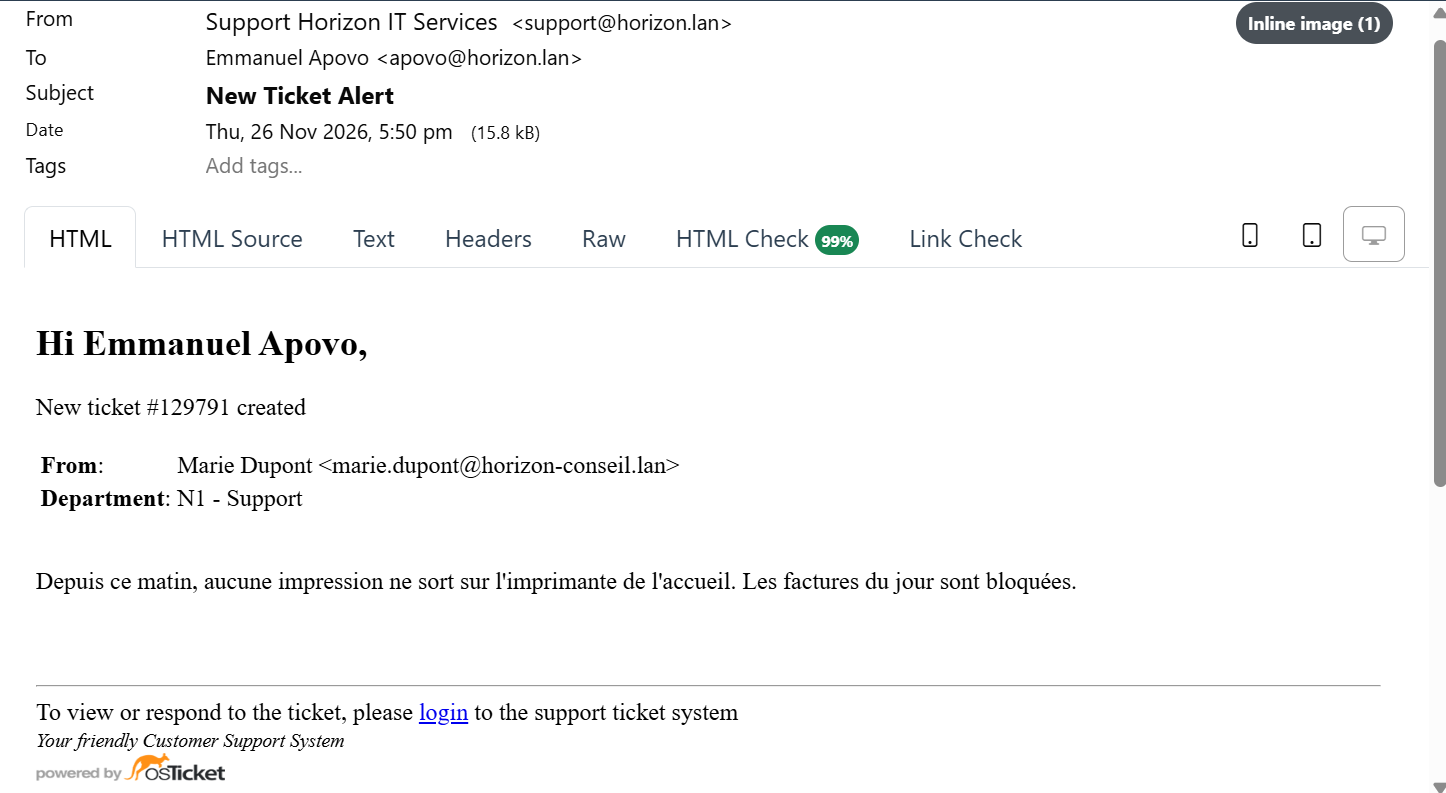 From Support Horizon IT Services <support@horizon.lan> Inline image (1)
To Emmanuel Apovo <apovo@horizon.lan>
Subject New Ticket Alert
Date Thu, 26 Nov 2026, 5:50 pm (15.8 kB)
Tags Add tags...
HTML HTML Source Text Headers Raw HTML Check 99% Link Check
Hi Emmanuel Apovo,
New ticket #129791 created
From: Marie Dupont <marie.dupont@horizon-conseil.lan>
Department: N1 - Support
Depuis ce matin, aucune impression ne sort sur l'imprimante de l'accueil. Les factures du jour sont bloquées.
To view or respond to the ticket, please login to the support ticket system
Your friendly Customer Support System
powered by osTicket